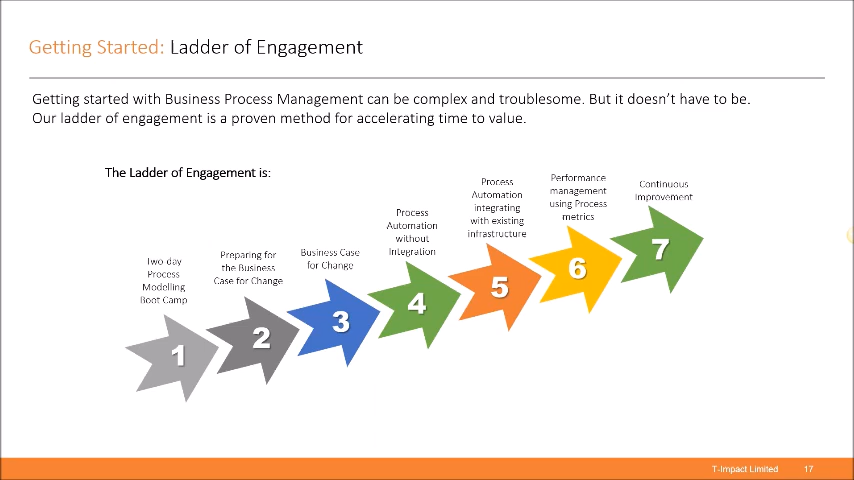 Getting Started: Ladder of Engagement
Getting started with Business Process Management can be complex and troublesome. But it doesn't have to be.
Our ladder of engagement is a proven method for accelerating time to value.
The Ladder of Engagement is:
Two day
Process
Modelling
Boot Camp
1
Preparing for
the Business
Case for Change
2
Business Case
for Change
3
Process
Automation
without
Integration
4
Process
Automation
integrating
with existing
infrastructure
5
Performance
management
using Process
metrics
6
Continuous
Improvement
7
T-Impact Limited 17